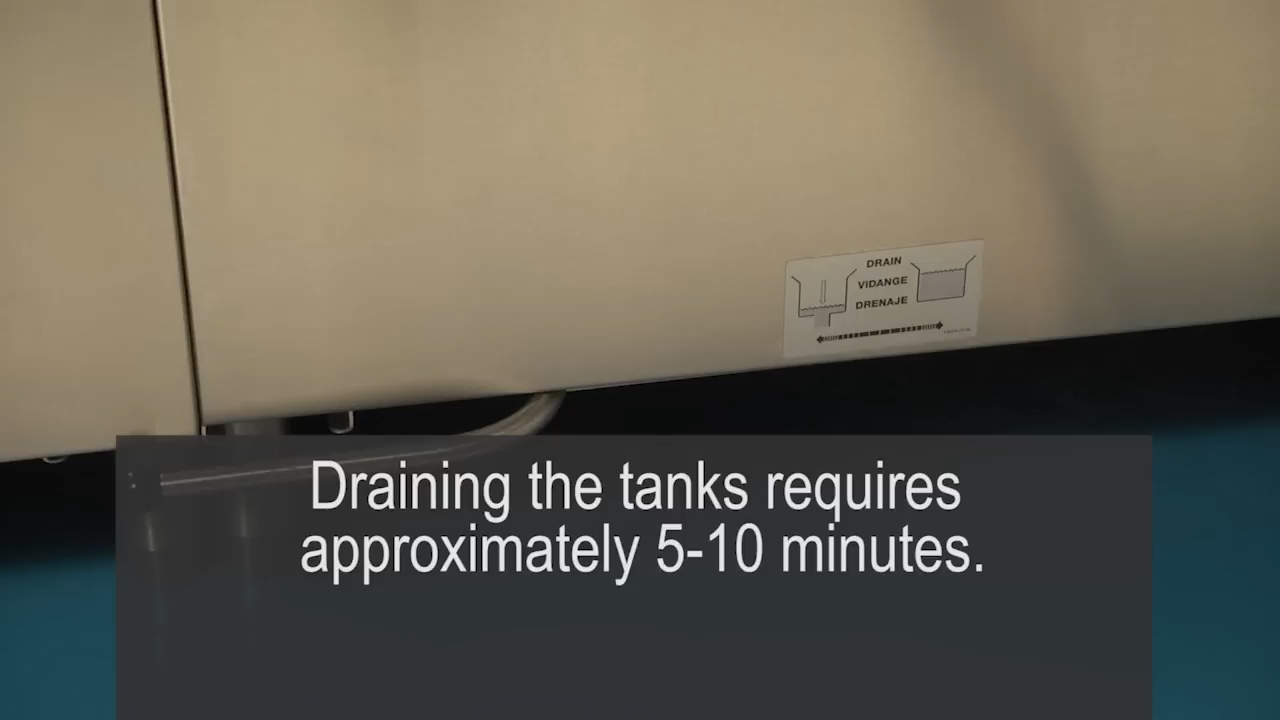 DRAIN
VIDANGE
DRENAJE
Draining the tanks requires
approximately 5-10 minutes.